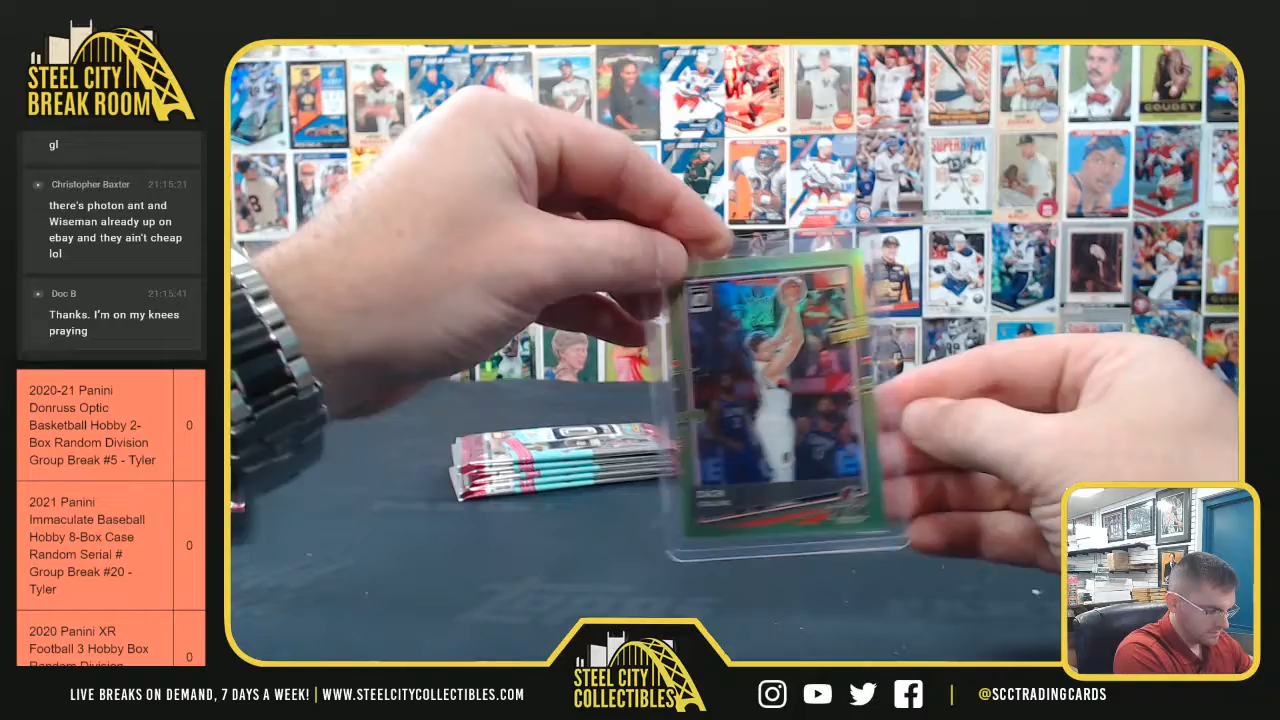 STEEL CITY
BREAK ROOM
gl
Christopher Baxter 21:15:21
there's photon ant and
Wiseman already up on
ebay and they ain't cheap
lol
Doc B 21:15:41
Thanks. I'm on my knees
praying
2020-21 Panini
Donruss Optic
Basketball Hobby 2-
Box Random Division
Group Break #5 - Tyler
0
2021 Panini
Immaculate Baseball
Hobby 8-Box Case
Random Serial #
Group Break #20 -
Tyler
0
2020 Panini XR
Football 3 Hobby Box
Random Division
0
SUPERB
GOUDEY
STEEL CITY
COLLECTIBLES
LIVE BREAKS ON DEMAND, 7 DAYS A WEEK! | WWW.STEELCITYCOLLECTIBLES.COM
| @SCCTRADINGCARDS